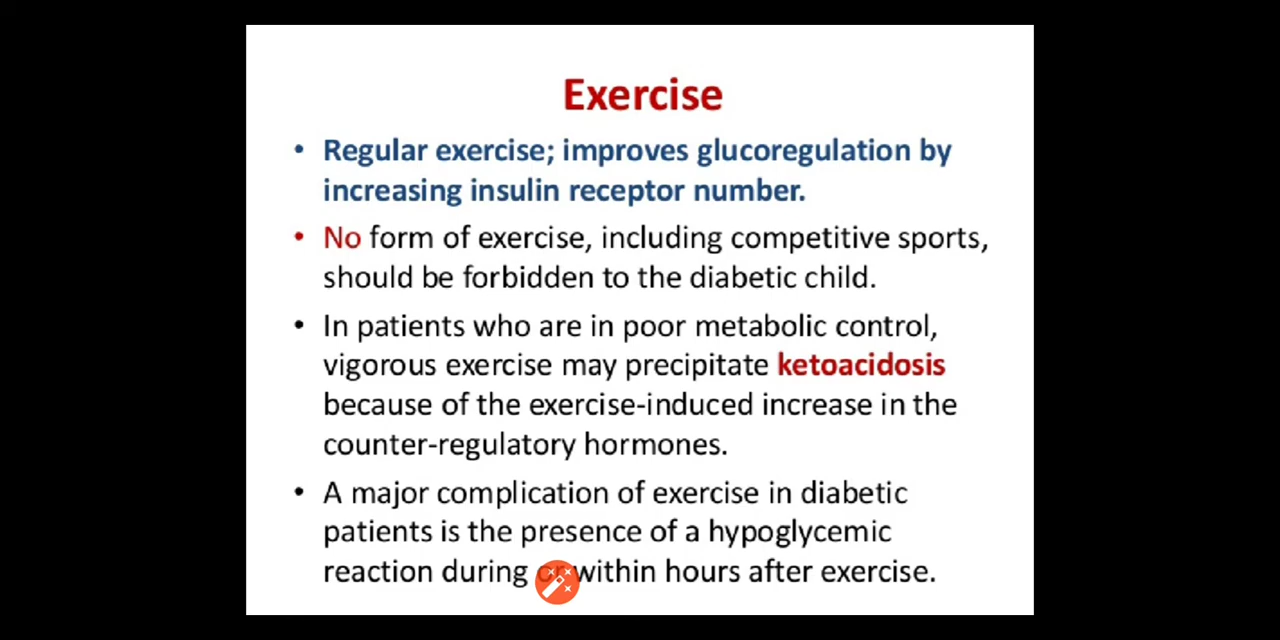 Exercise
• Regular exercise; improves glucoregulation by
increasing insulin receptor number.
• No form of exercise, including competitive sports,
should be forbidden to the diabetic child.
• In patients who are in poor metabolic control,
vigorous exercise may precipitate ketoacidosis
because of the exercise-induced increase in the
counter-regulatory hormones.
• A major complication of exercise in diabetic
patients is the presence of a hypoglycemic
reaction during or within hours after exercise.